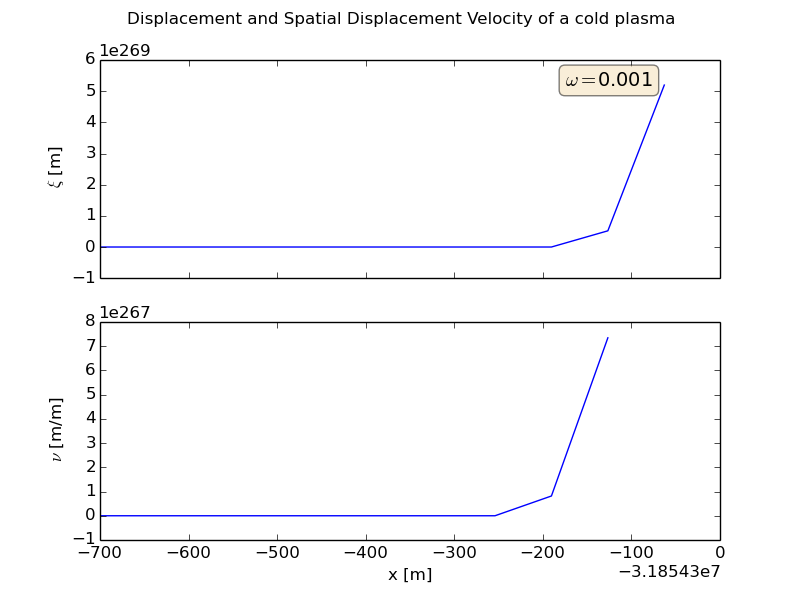 Displacement and Spatial Displacement Velocity of a cold plasma
1e269
6
5
4
3
2
1
0
−1
ξ [m]
ω=0.001
1e267
8
7
6
5
4
3
2
1
0
−1
ν [m/m]
−700 −600 −500 −400 −300 −200 −100 0
x [m]
−3.18543e7